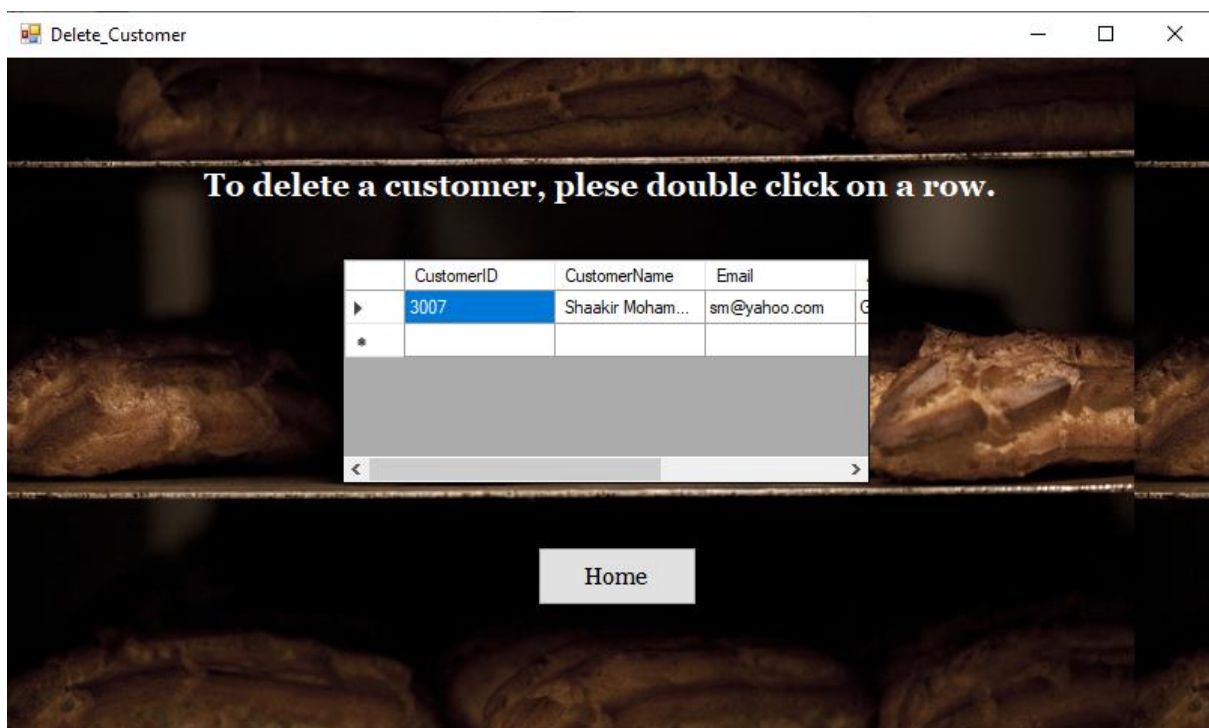 Delete_Customer
To delete a customer, plese double click on a row.
CustomerID CustomerName Email
3007 Shaakir Moham... sm@yahoo.com
Home